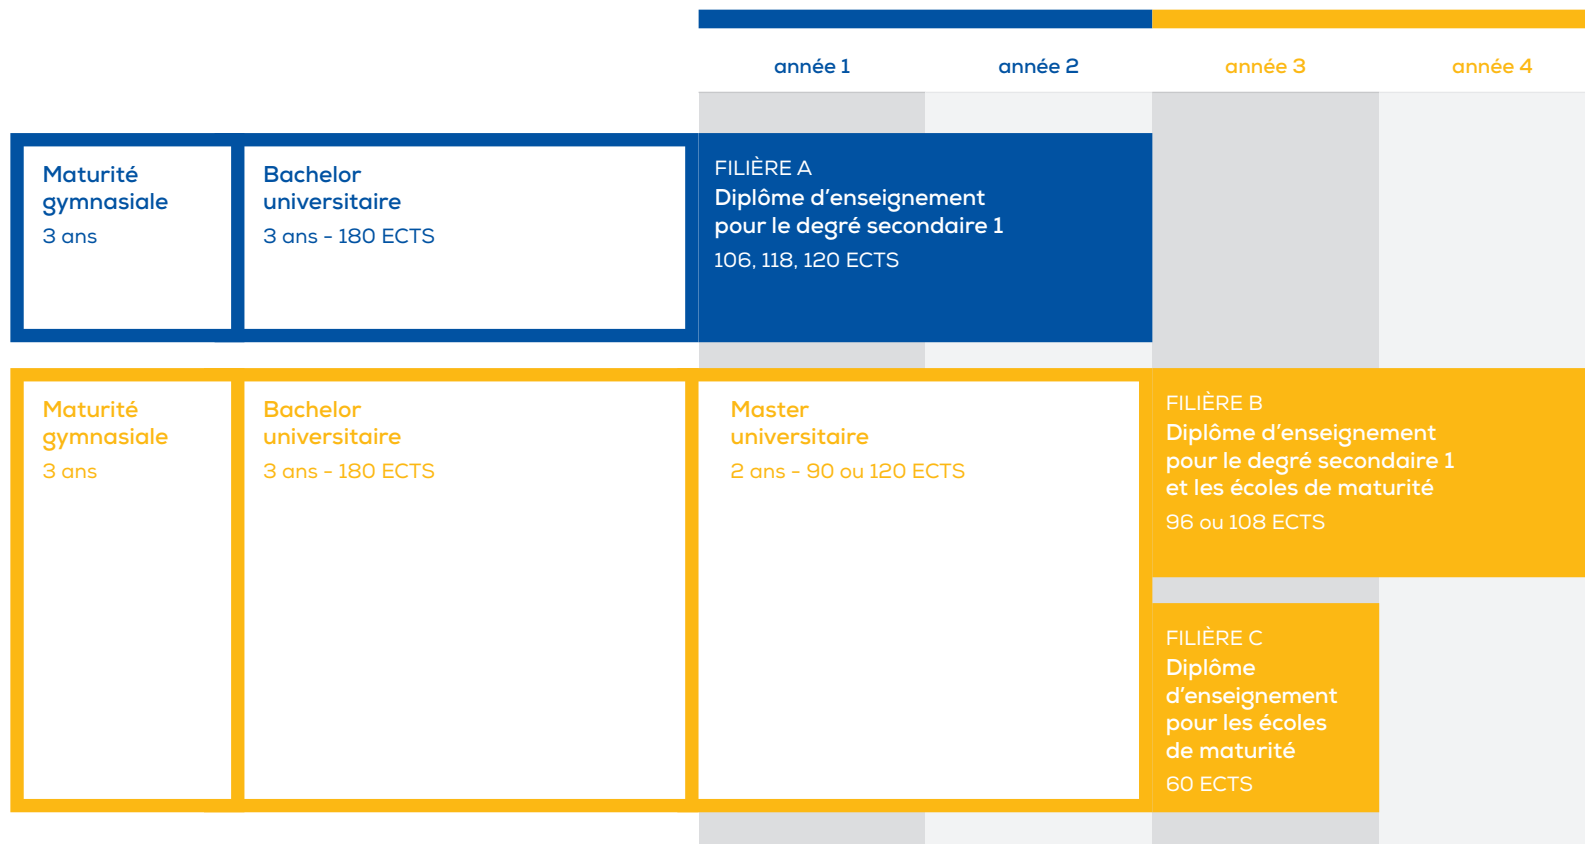 année 1
année 2
année 3
année 4
Maturité
gymnasiale
3 ans
Bachelor
universitaire
3 ans - 180 ECTS
FILIÈRE A
Diplôme d’enseignement
pour le degré secondaire 1
106, 118, 120 ECTS
Maturité
gymnasiale
3 ans
Bachelor
universitaire
3 ans - 180 ECTS
Master
universitaire
2 ans - 90 ou 120 ECTS
FILIÈRE B
Diplôme d’enseignement
pour le degré secondaire 1
et les écoles de maturité
96 ou 108 ECTS
FILIÈRE C
Diplôme
d’enseignement
pour les écoles
de maturité
60 ECTS